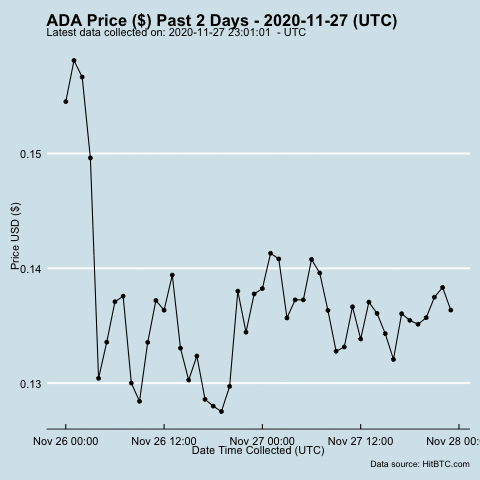 ADA Price ($) Past 2 Days - 2020-11-27 (UTC)
Latest data collected on: 2020-11-27 23:01:01 - UTC
0.15
0.14
0.13
Price USD ($)
Nov 26 00:00 Nov 26 12:00 Nov 27 00:00 Nov 27 12:00 Nov 28 00:
Date Time Collected (UTC)
Data source: HitBTC.com